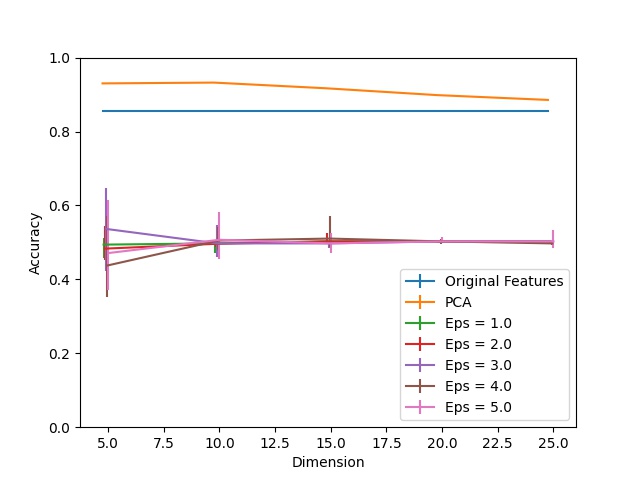 1.0
0.8
0.6
0.4
0.2
0.0
Accuracy
5.0 7.5 10.0 12.5 15.0 17.5 20.0 22.5 25.0
Dimension
Original Features
PCA
Eps = 1.0
Eps = 2.0
Eps = 3.0
Eps = 4.0
Eps = 5.0